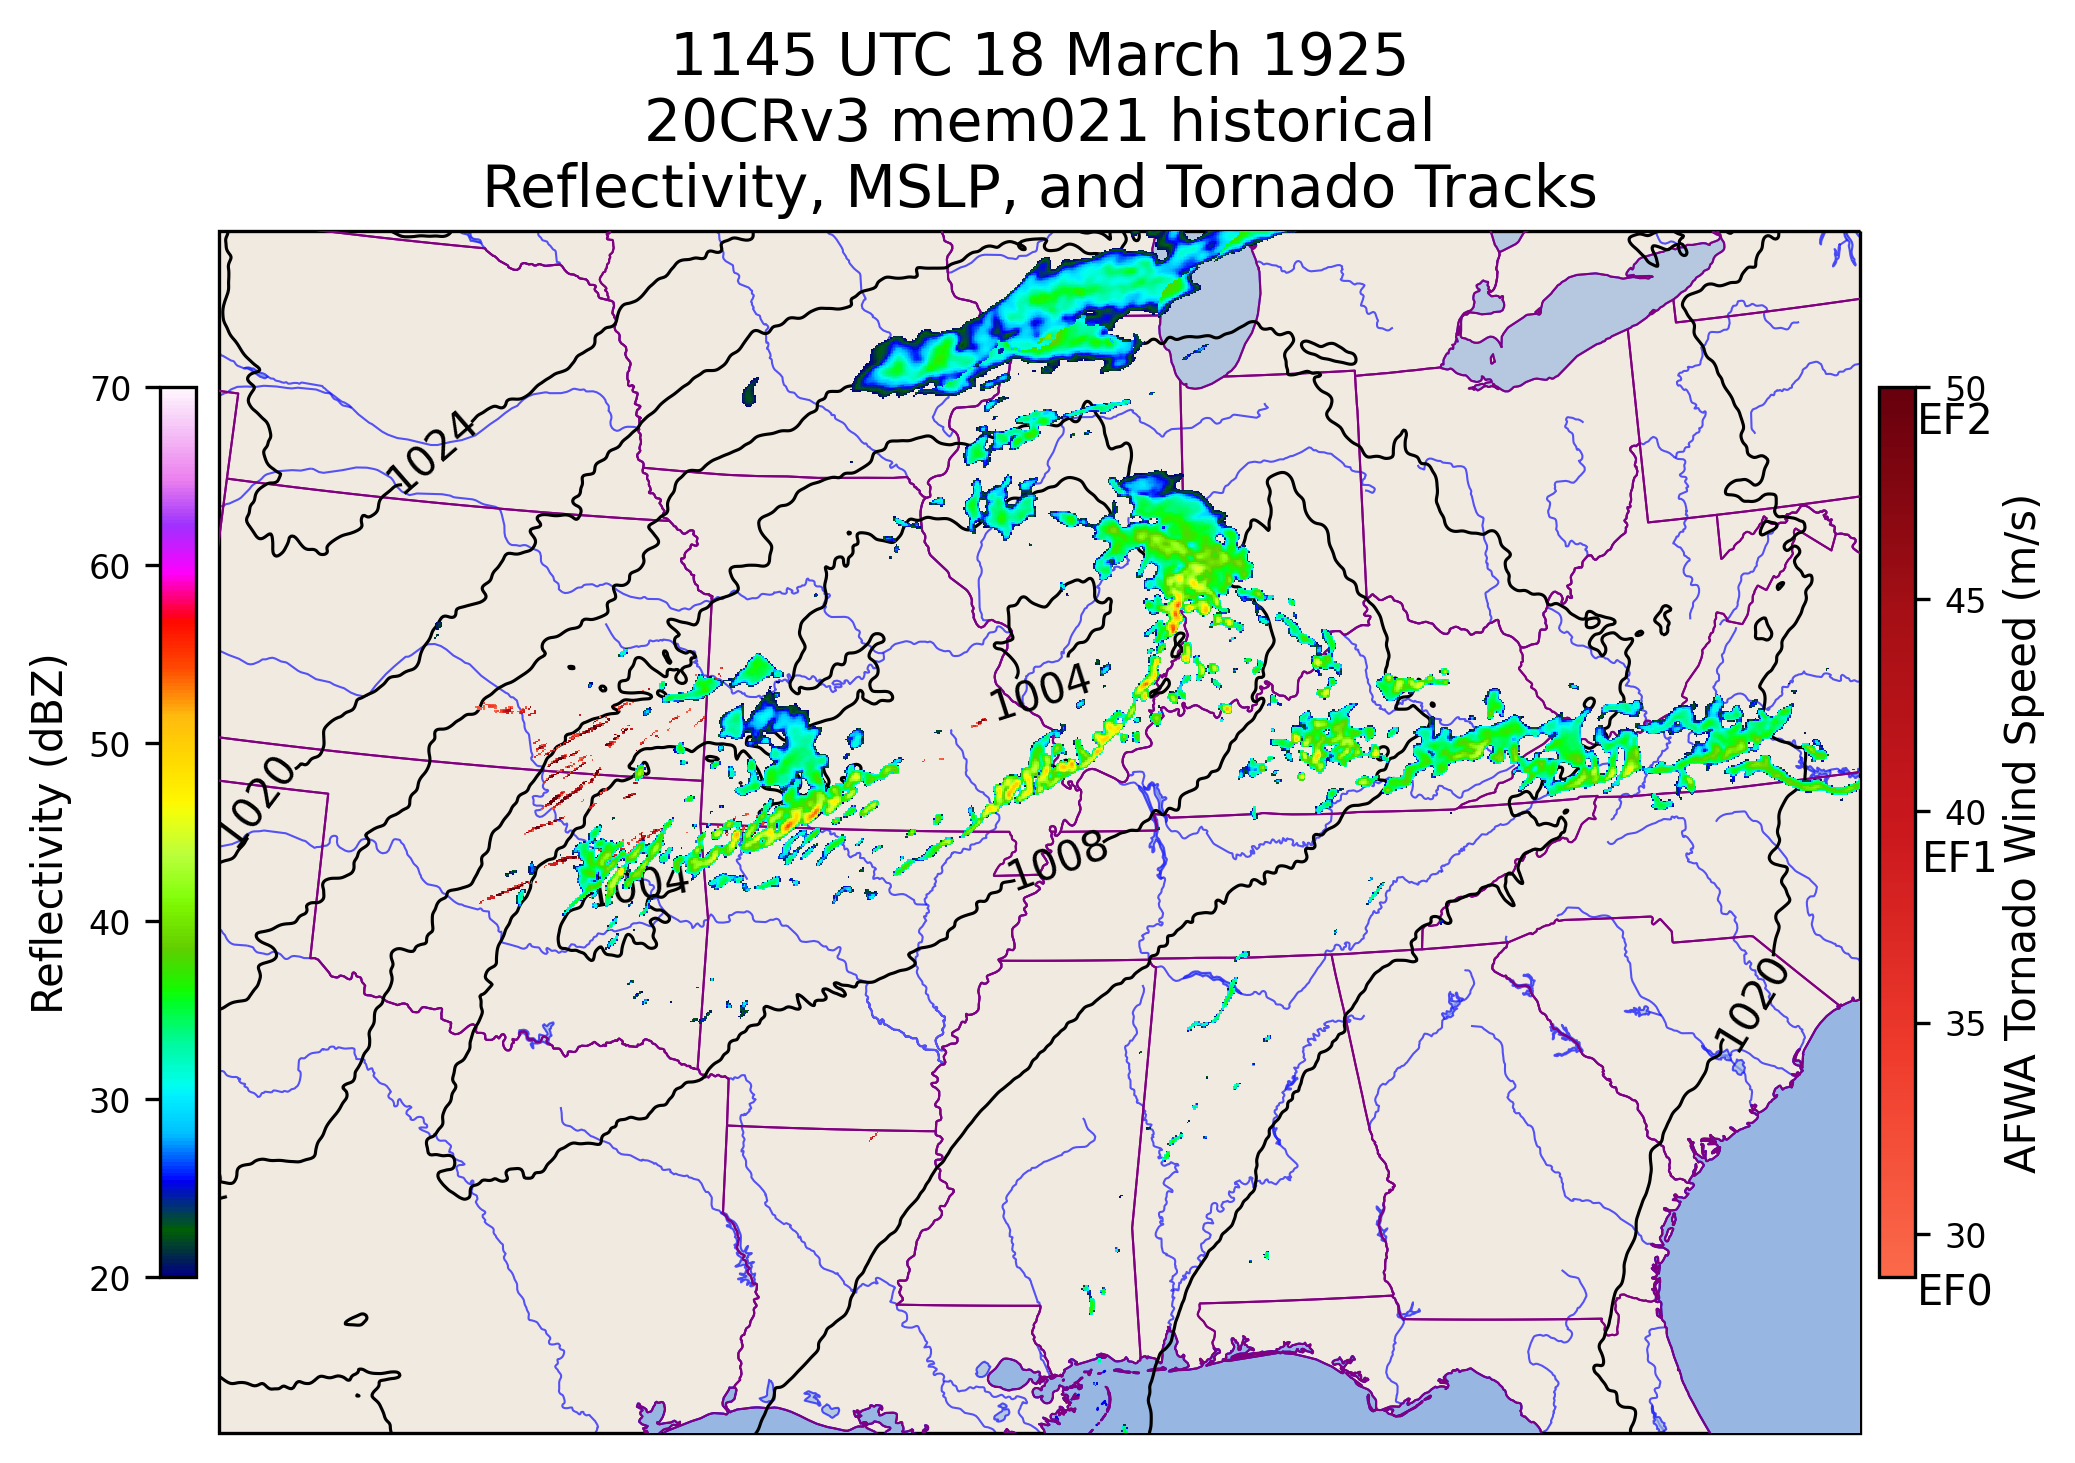 1145 UTC 18 March 1925
20CRv3 mem021 historical
Reflectivity, MSLP, and Tornado Tracks
70
60
50
40
30
20
Reflectivity (dBZ)
1024
1020
1004
1004
1008
1020
50
EF2
45
40
EF1
35
30
EF0
AFWA Tornado Wind Speed (m/s)